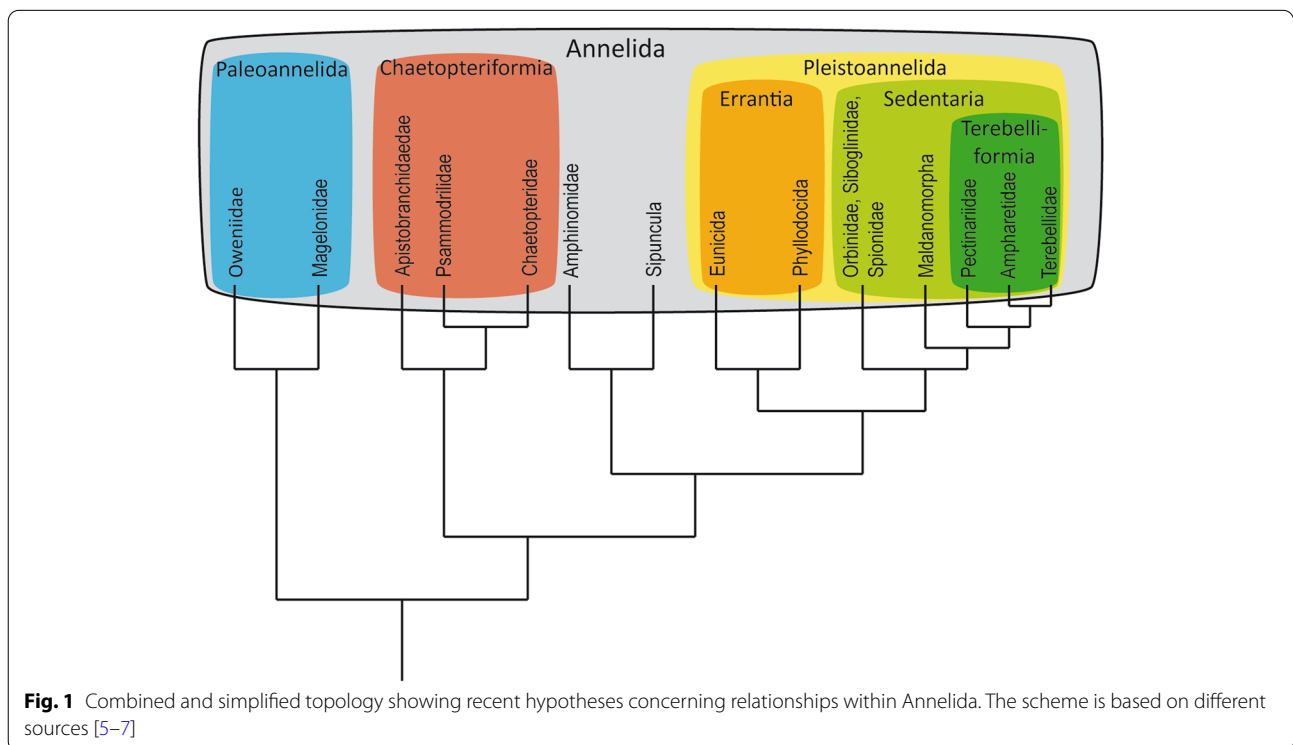 Annelida
Paleoannelida
Chaetopteriformia
Pleistoannelida
Errantia
Sedentaria
Terebelli-
formia
Oweniidae
Magelonidae
Apistobranchidaedae
Psammodrilidae
Chaetopteridae
Amphinomidae
Sipuncula
Eunicida
Phyllodocida
Orbinidae, Siboglinidae,
Spionidae
Maldanomorpha
Pectinariidae
Ampharetidae
Terebellidae
Fig. 1 Combined and simplified topology showing recent hypotheses concerning relationships within Annelida. The scheme is based on different
sources [5–7]